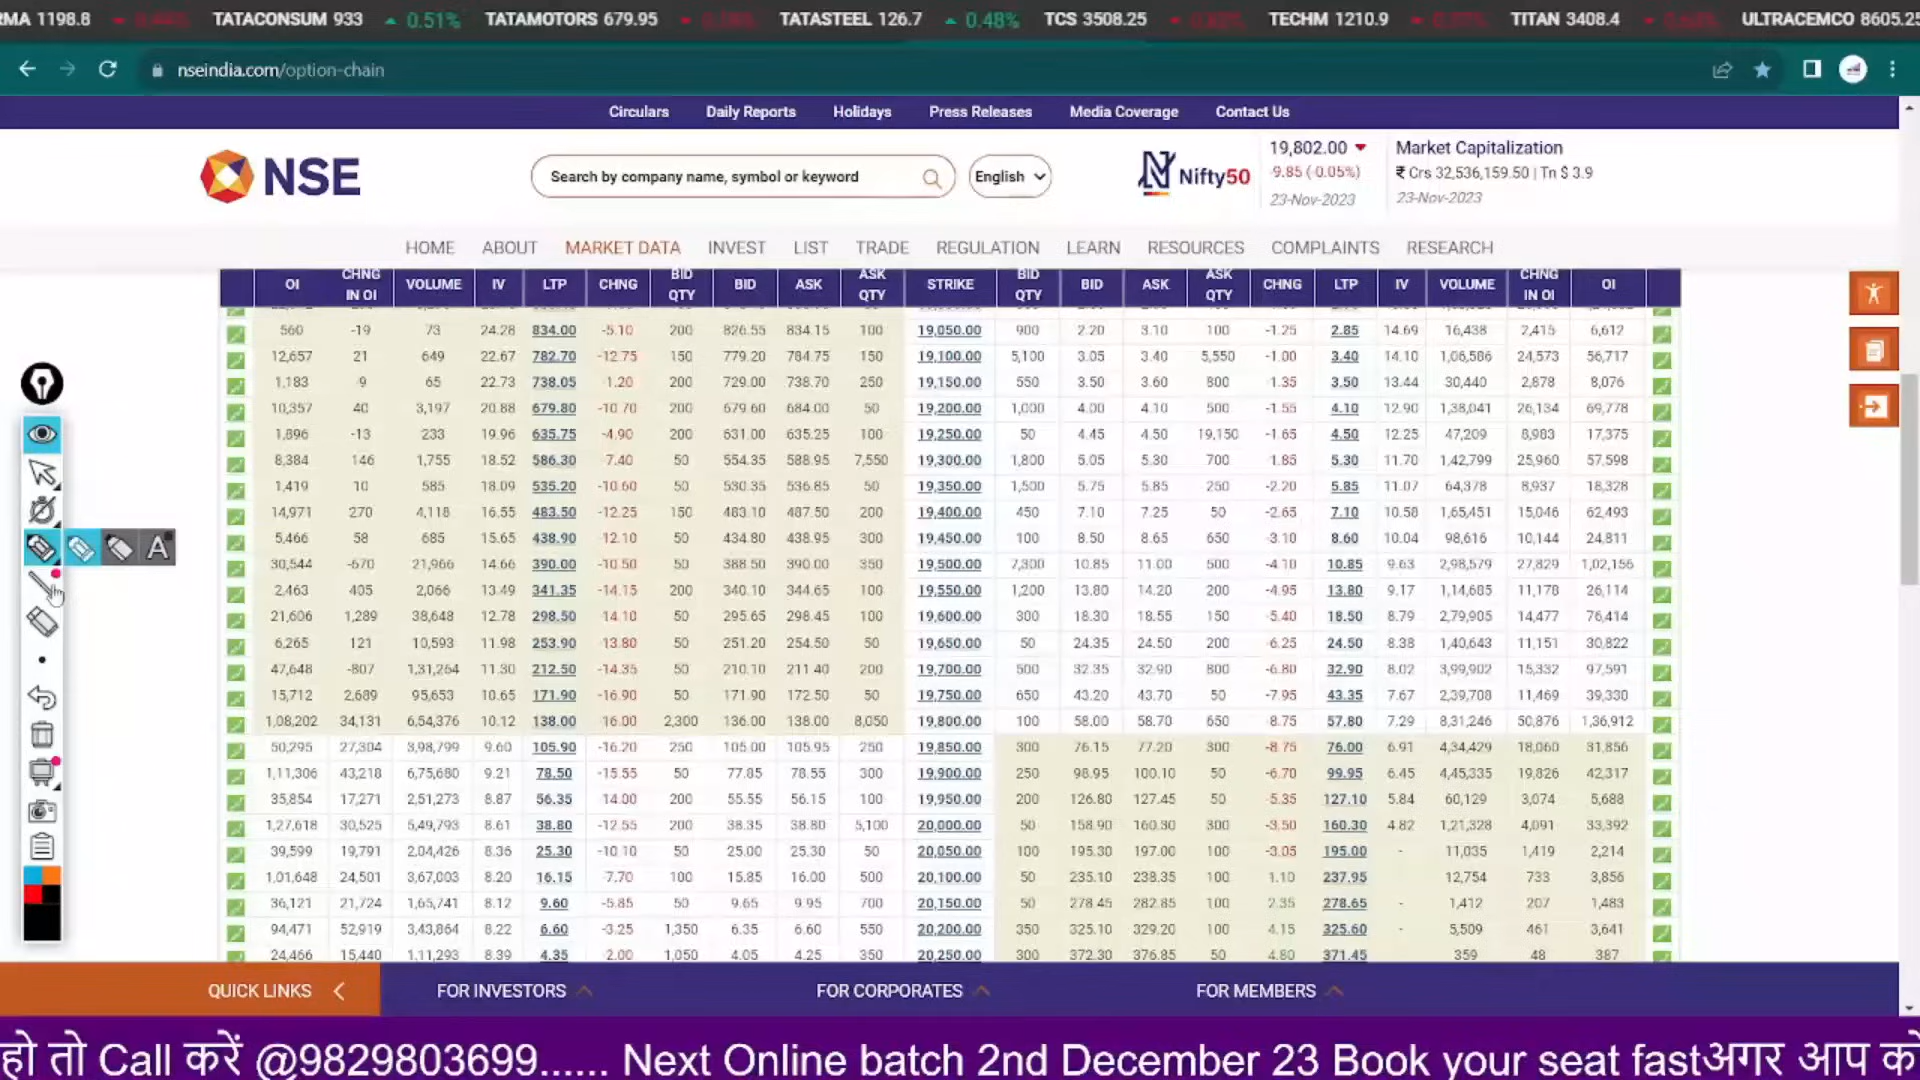 RMA 1198.8 TATACONSUM 933 0.51% TATAMOTORS 679.95 TATASTEEL 126.7 0.48% TCS 3508.25 TECHM 1210.9 TITAN 3408.4 ULTRACEMCO 8605.25
nseindia.com/option-chain
Circulars Daily Reports Holidays Press Releases Media Coverage Contact Us
NSE
Search by company name, symbol or keyword
English
Nifty50
19,802.00
-9.85 (-0.05%)
23-Nov-2023
Market Capitalization
₹ Crs 32,536,159.50 | Tn $ 3.9
23-Nov-2023
HOME ABOUT MARKET DATA INVEST LIST TRADE REGULATION LEARN RESOURCES COMPLAINTS RESEARCH
OI CHNG IN OI VOLUME IV LTP CHNG BID QTY BID ASK ASK QTY STRIKE BID QTY BID ASK ASK QTY CHNG LTP IV VOLUME CHNG IN OI OI
560 -19 73 24.28 834.00 -5.10 200 826.55 834.15 100 19,050.00 900 2.20 3.10 100 -1.25 2.85 14.69 16,438 2,415 6,612
12,657 21 649 22.67 782.70 -12.75 150 779.20 784.75 150 19,100.00 5,100 3.05 3.40 5,550 -1.00 3.40 14.10 1,06,586 24,573 56,717
1,183 -9 65 22.73 738.05 1.20 200 729.00 738.70 250 19,150.00 550 3.50 3.60 800 -1.35 3.50 13.44 30,440 2,878 8,076
10,357 40 3,197 20.88 679.80 -10.70 200 679.60 684.00 50 19,200.00 1,000 4.00 4.10 500 -1.55 4.10 12.90 1,38,041 26,134 69,778
1,896 -13 233 19.96 635.75 -4.90 200 631.00 635.25 100 19,250.00 50 4.45 4.50 19,150 -1.65 4.50 12.25 47,209 8,983 17,375
8,384 146 1,755 18.52 586.30 7.40 50 554.35 588.95 7,550 19,300.00 1,800 5.05 5.30 700 -1.85 5.30 11.70 1,42,799 25,960 57,598
1,419 10 585 18.09 535.20 -10.60 50 530.35 536.85 50 19,350.00 1,500 5.75 5.85 250 -2.20 5.85 11.07 64,378 8,937 18,328
14,971 270 4,118 16.55 483.50 -12.25 150 483.10 487.50 200 19,400.00 450 7.10 7.25 50 -2.65 7.10 10.58 1,65,451 15,046 62,493
5,466 58 685 15.65 438.90 -12.10 50 434.80 438.95 300 19,450.00 100 8.50 8.65 650 -3.10 8.60 10.04 98,616 10,144 24,811
30,544 -670 21,966 14.66 390.00 -10.50 50 388.50 390.00 350 19,500.00 7,300 10.85 11.00 500 -4.10 10.85 9.63 2,98,579 27,829 1,02,156
2,463 405 2,066 13.49 341.35 -14.15 200 340.10 344.65 100 19,550.00 1,200 13.80 14.20 200 -4.95 13.80 9.17 1,14,685 11,178 26,114
21,606 1,289 38,648 12.78 298.50 14.10 50 295.65 298.45 100 19,600.00 300 18.30 18.55 150 -5.40 18.50 8.79 2,79,905 14,477 76,414
6,265 121 10,593 11.98 253.90 -13.80 50 251.20 254.50 50 19,650.00 50 24.35 24.50 200 -6.25 24.50 8.38 1,40,643 11,151 30,822
47,648 -807 1,31,264 11.30 212.50 -14.35 50 210.10 211.40 200 19,700.00 500 32.35 32.90 800 -6.80 32.90 8.02 3,99,902 15,332 97,591
15,712 2,689 95,653 10.65 171.90 -16.90 50 171.90 172.50 50 19,750.00 650 43.20 43.70 50 -7.95 43.35 7.67 2,39,708 11,469 39,330
1,08,202 34,131 6,54,376 10.12 138.00 16.00 2,300 136.00 138.00 8,050 19,800.00 100 58.00 58.70 650 8.75 57.80 7.29 8,31,246 50,876 1,36,912
50,295 27,304 3,98,799 9.60 105.90 -16.20 250 105.00 105.95 250 19,850.00 300 76.15 77.20 300 -8.75 76.00 6.91 4,34,429 18,060 31,856
1,11,306 43,218 6,75,680 9.21 78.50 -15.55 50 77.85 78.55 300 19,900.00 250 98.95 100.10 50 -6.70 99.95 6.45 4,45,335 19,826 42,317
35,854 17,271 2,51,273 8.87 56.35 14.00 200 55.55 56.15 100 19,950.00 200 126.80 127.45 50 -5.35 127.10 5.84 60,129 3,074 5,688
1,27,618 30,525 5,49,793 8.61 38.80 -12.55 200 38.35 38.80 5,100 20,000.00 50 158.90 160.30 300 -3.50 160.30 4.82 1,21,328 4,091 33,392
39,599 19,791 2,04,426 8.36 25.30 -10.10 50 25.00 25.30 50 20,050.00 100 195.30 197.00 100 -3.05 195.00 - 11,035 1,419 2,214
1,01,648 24,501 3,67,003 8.20 16.15 7.70 100 15.85 16.00 500 20,100.00 50 235.10 238.35 100 1.10 237.95 12,754 733 3,856
36,121 21,724 1,65,741 8.12 9.60 -5.85 50 9.65 9.95 700 20,150.00 50 278.45 282.85 100 2.35 278.65 - 1,412 207 1,483
94,471 52,919 3,43,864 8.22 6.60 -3.25 1,350 6.35 6.60 550 20,200.00 350 325.10 329.20 100 4.15 325.60 - 5,509 461 3,641
24,466 15,440 1,11,293 8.39 4.35 2.00 1,050 4.05 4.25 350 20,250.00 300 372.30 376.85 50 4.80 371.45 359 48 387
QUICK LINKS FOR INVESTORS FOR CORPORATES FOR MEMBERS
हो तो Call करें @9829803699...... Next Online batch 2nd December 23 Book your seat fastअगर आप को